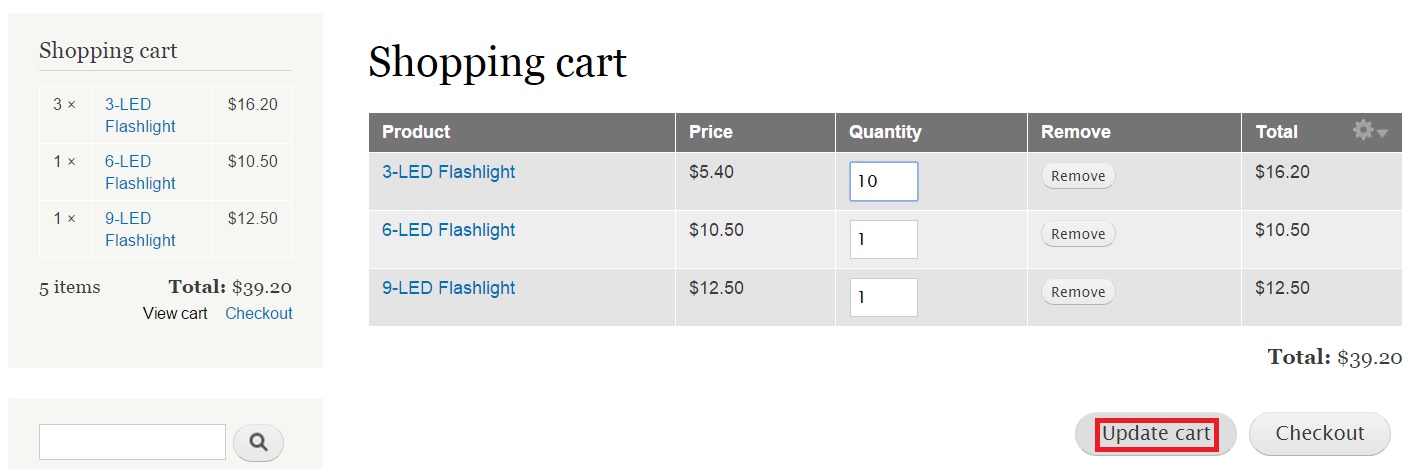 Shopping cart
3 × 3-LED $16.20
Flashlight
1 × 6-LED $10.50
Flashlight
1 × 9-LED $12.50
Flashlight
5 items Total: $39.20
View cart Checkout
Shopping cart
Product Price Quantity Remove Total
3-LED Flashlight $5.40 10 Remove $16.20
6-LED Flashlight $10.50 1 Remove $10.50
9-LED Flashlight $12.50 1 Remove $12.50
Total: $39.20
Update cart Checkout